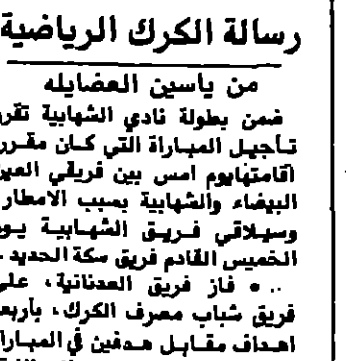 رسالة الكرك الرياضية
من ياسين العضايله
ضمن بطولة نادي الشهابية تقرر
تأجيل المباراة التي كان مقرر
اقامتها يوم امس بين فريقي العين
البيضاء والشهابية بسبب الامطار
وسيلاقي فريق الشهابية يوم
الخميس القادم فريق سكة الحديد .
.. • فاز فريق العدنانية، على
فريق شباب مصرف الكرك، بأربعة
اهداف مقابل هدفين في المباراة